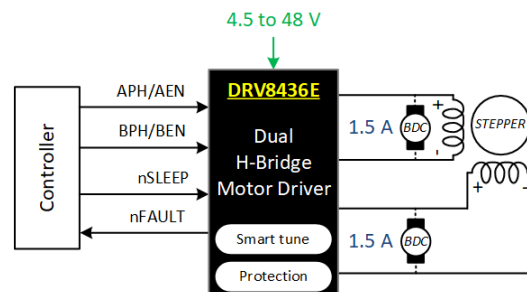 4.5 to 48 V
Controller
APH/AEN
BPH/BEN
nSLEEP
nFAULT
DRV8436E
Dual
H-Bridge
Motor Driver
Smart tune
Protection
1.5 A
BDC
+
-
STEPPER
+
-
1.5 A
BDC